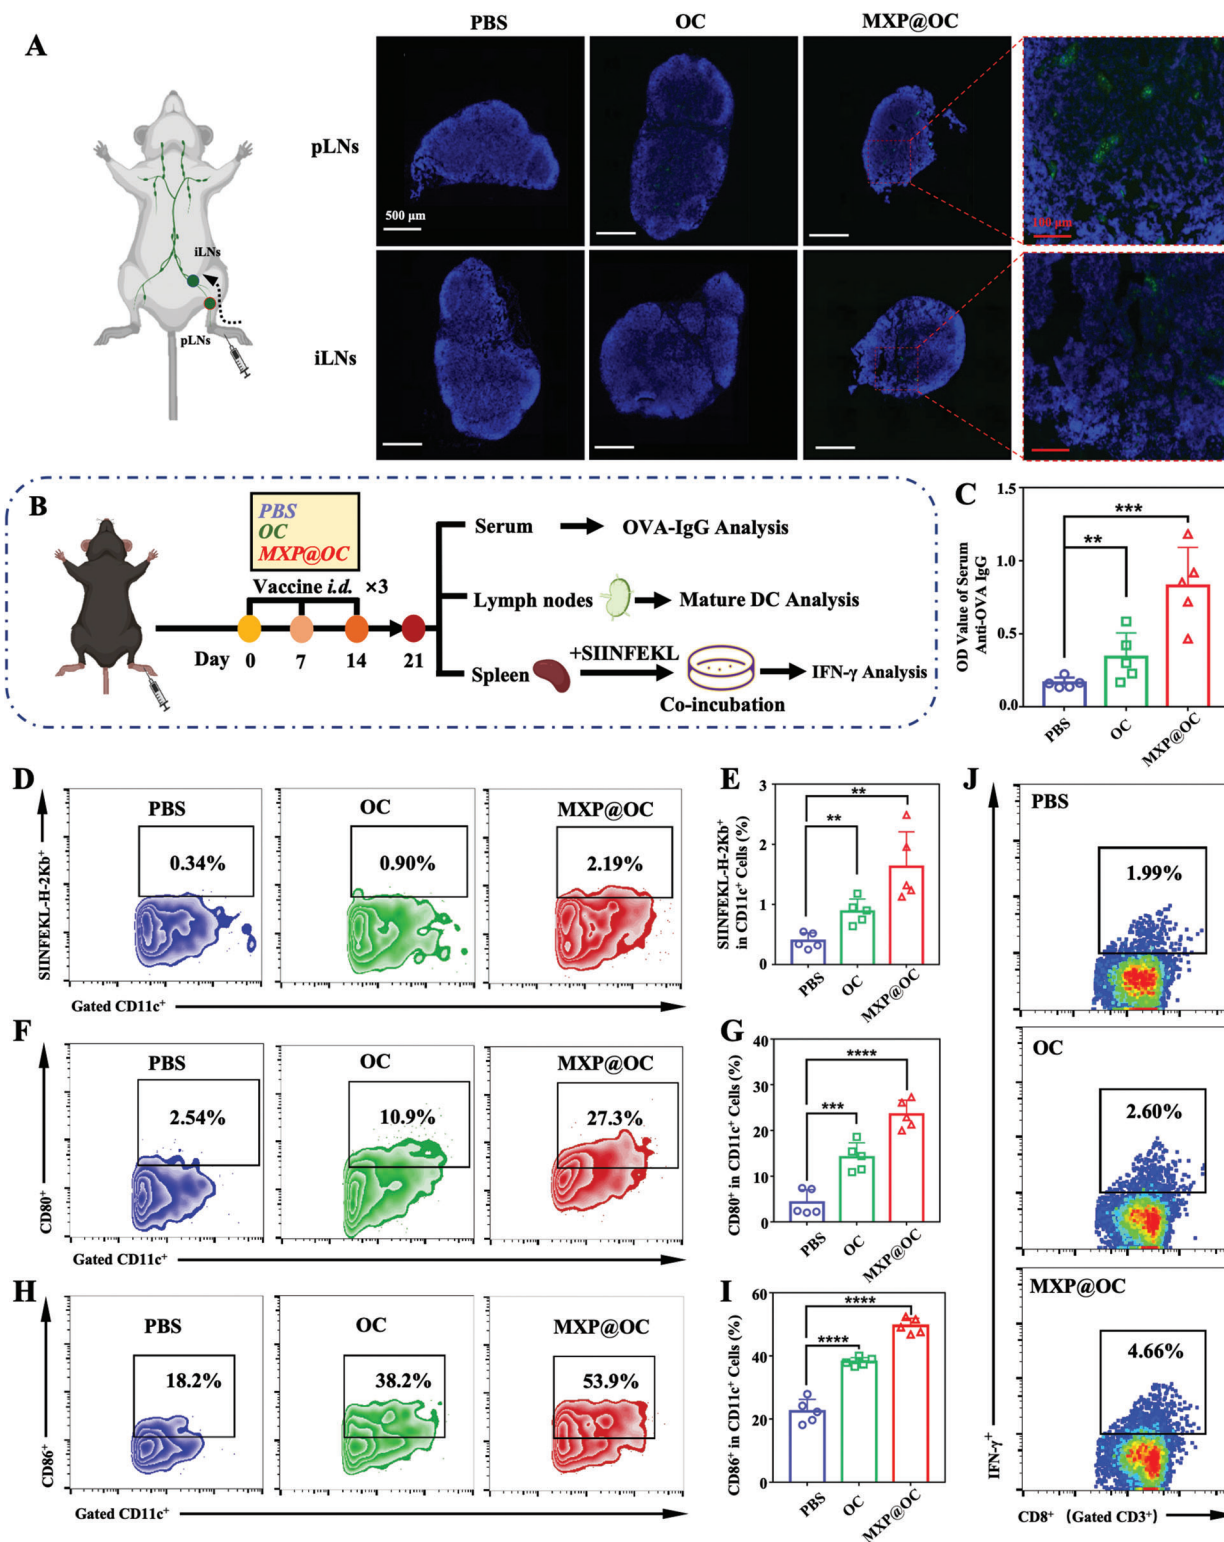 A
PBS
OC
MXP@OC
iLNs
pLNs
pLNs
500 μm
100 μm
iLNs
B
PBS
OC
MXP@OC
Vaccine i.d. ×3
Day 0 7 14 21
Serum
OVA-IgG Analysis
Lymph nodes
Mature DC Analysis
Spleen
+SIINFEKL
Co-incubation
IFN-γ Analysis
C
OD Value of Serum
Anti-OVA IgG
1.5
1.0
0.5
0.0
***
**
PBS
OC
MXP@OC
D
SIINFEKL-H-2Kb⁺
PBS
0.34%
OC
0.90%
MXP@OC
2.19%
Gated CD11c⁺
E
SIINFEKL-H-2Kb⁺
in CD11c⁺ Cells (%)
3
2
1
0
**
**
PBS
OC
MXP@OC
F
CD80⁺
PBS
2.54%
OC
10.9%
MXP@OC
27.3%
Gated CD11c⁺
G
CD80⁺ in CD11c⁺ Cells (%)
40
30
20
10
0
****
***
PBS
OC
MXP@OC
H
CD86⁺
PBS
18.2%
OC
38.2%
MXP@OC
53.9%
Gated CD11c⁺
I
CD86⁺ in CD11c⁺ Cells (%)
60
40
20
0
****
****
PBS
OC
MXP@OC
J
PBS
1.99%
OC
2.60%
MXP@OC
4.66%
IFN-γ⁺
CD8⁺ (Gated CD3⁺)